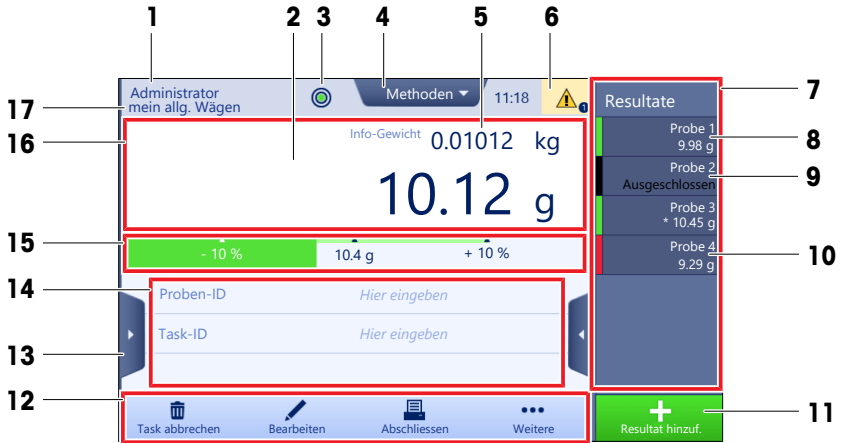 1
2
3
4
5
6
7
Administrator
mein allg. Wägen
Methoden
11:18
1
Resultate
17
16
Info-Gewicht 0.01012 kg
10.12 g
Probe 1
9.98 g
8
Probe 2
Ausgeschlossen
9
Probe 3
* 10.45 g
Probe 4
9.29 g
10
15
- 10 %
10.4 g
+ 10 %
14
Proben-ID Hier eingeben
Task-ID Hier eingeben
13
12
Task abbrechen
Bearbeiten
Abschliessen
Weitere
Resultat hinzuf.
11